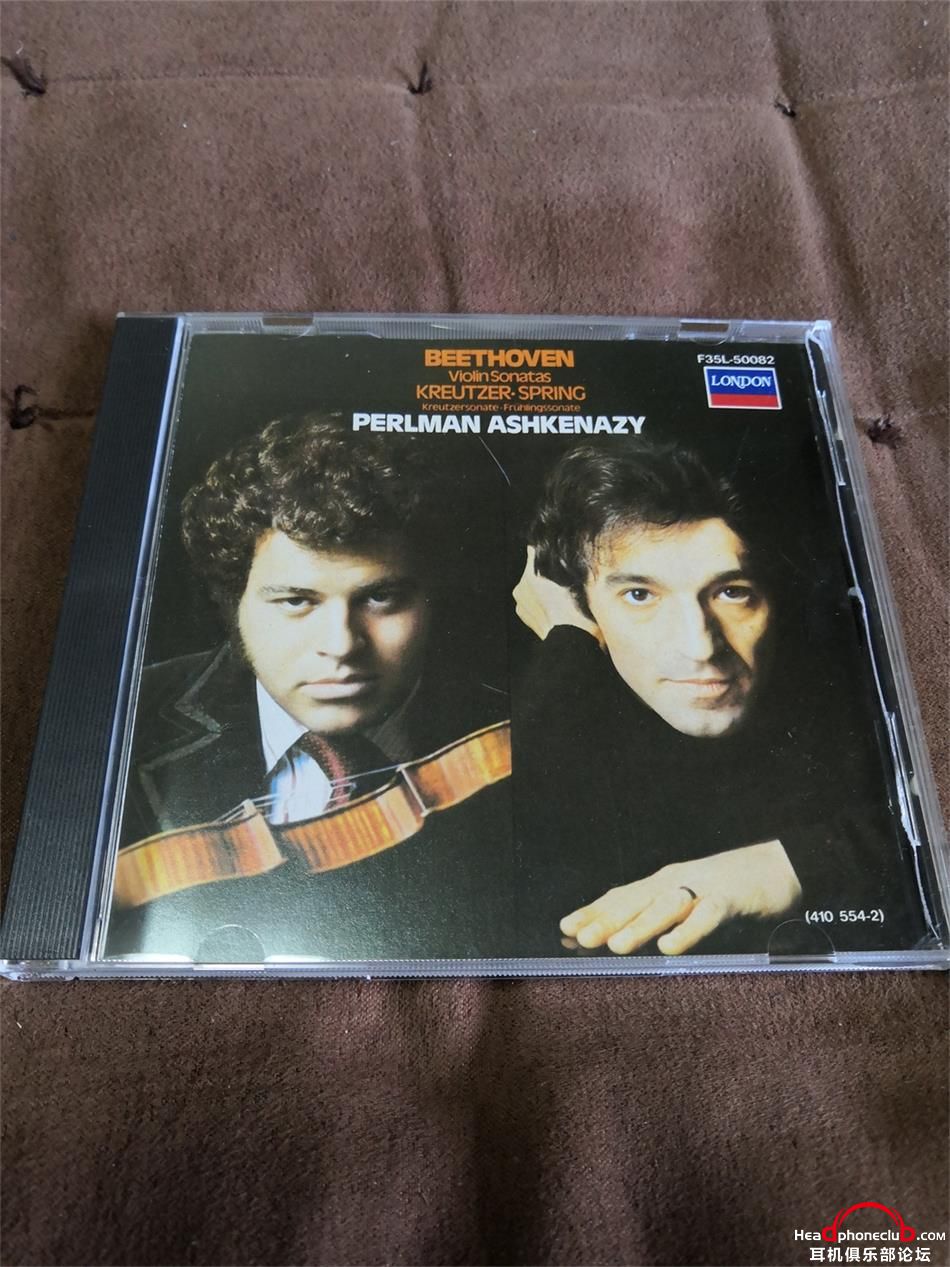 BEETHOVEN
Violin Sonatas
KREUTZER·SPRING
Kreutzersonate·Frühlingssonate
PERLMAN ASHKENAZY
F35L-50082
LONDON
(410 554-2)
Headphoneclub.com
耳机俱乐部论坛